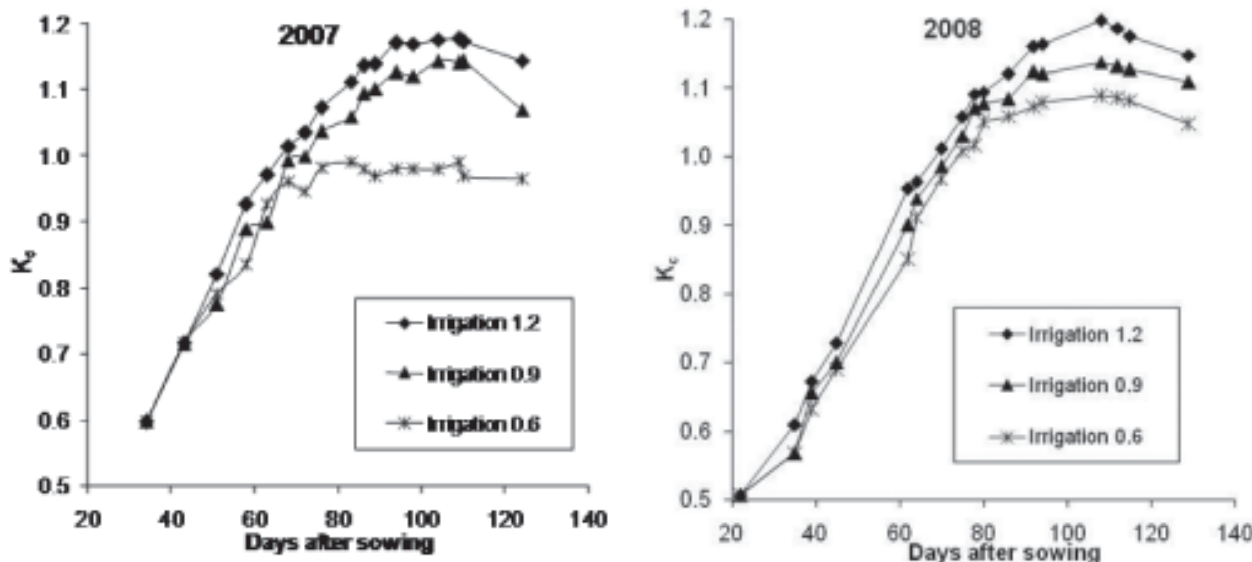 2007
1.2
1.1
1.0
0.9
0.8
0.7
0.6
0.5
Kc
Irrigation 1.2
Irrigation 0.9
Irrigation 0.6
20 40 60 80 100 120 140
Days after sowing
2008
1.2
1.1
1.0
0.9
0.8
0.7
0.6
0.5
Kc
Irrigation 1.2
Irrigation 0.9
Irrigation 0.6
20 40 60 80 100 120 140
Days after sowing